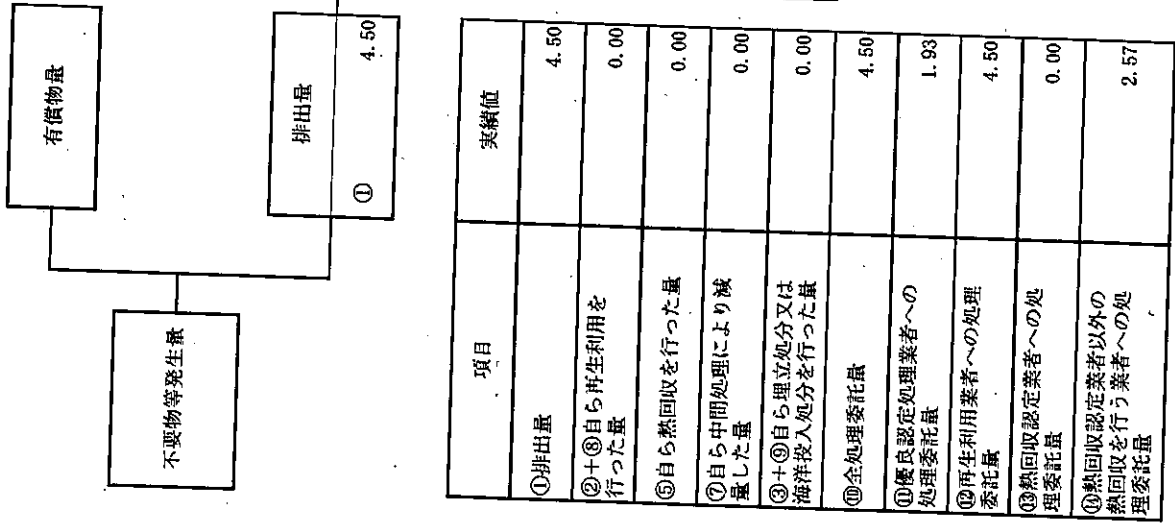 有償物量
不要物等発生量
排出量
① 4.50
項目 実績値
①排出量 4.50
②+⑧自ら再生利用を
行った量 0.00
⑤自ら熱回収を行った量 0.00
⑦自ら中間処理により減
量した量 0.00
③+⑨自ら埋立処分又は
海洋投入処分を行った量 0.00
⑩全処理委託量 4.50
⑪優良認定処理業者への
処理委託量 1.93
⑫再生利用業者への処理
委託量 4.50
⑬熱回収認定業者への処
理委託量 0.00
⑭熱回収認定業者以外の
熱回収を行う業者への処
理委託量 2.57